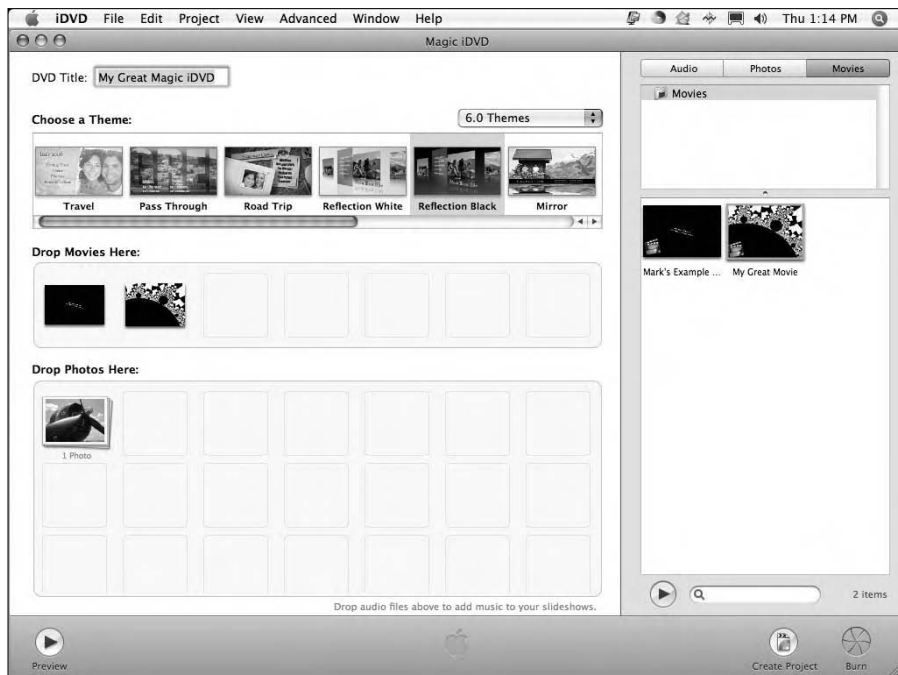 iDVD File Edit Project View Advanced Window Help Thu 1:14 PM
Magic iDVD
DVD Title: My Great Magic iDVD
Audio Photos Movies
Movies
Choose a Theme: 6.0 Themes
Travel Pass Through Road Trip Reflection White Reflection Black Mirror
Drop Movies Here:
Mark's Example ... My Great Movie
Drop Photos Here:
1 Photo
Drop audio files above to add music to your slideshows.
2 items
Preview Create Project Burn